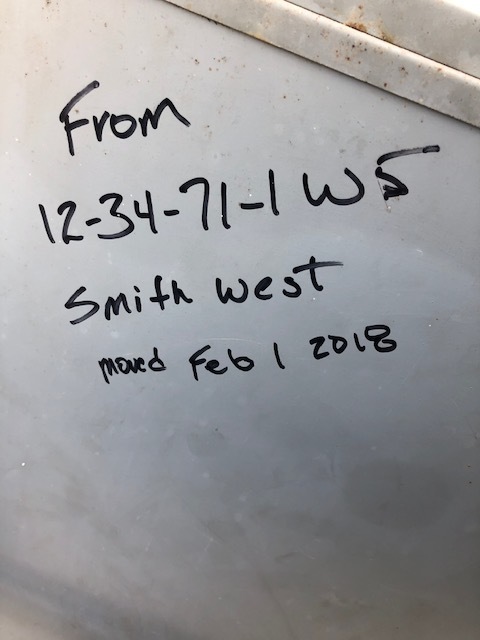 From
12-34-71-1 W5
Smith west
moved Feb 1 2018